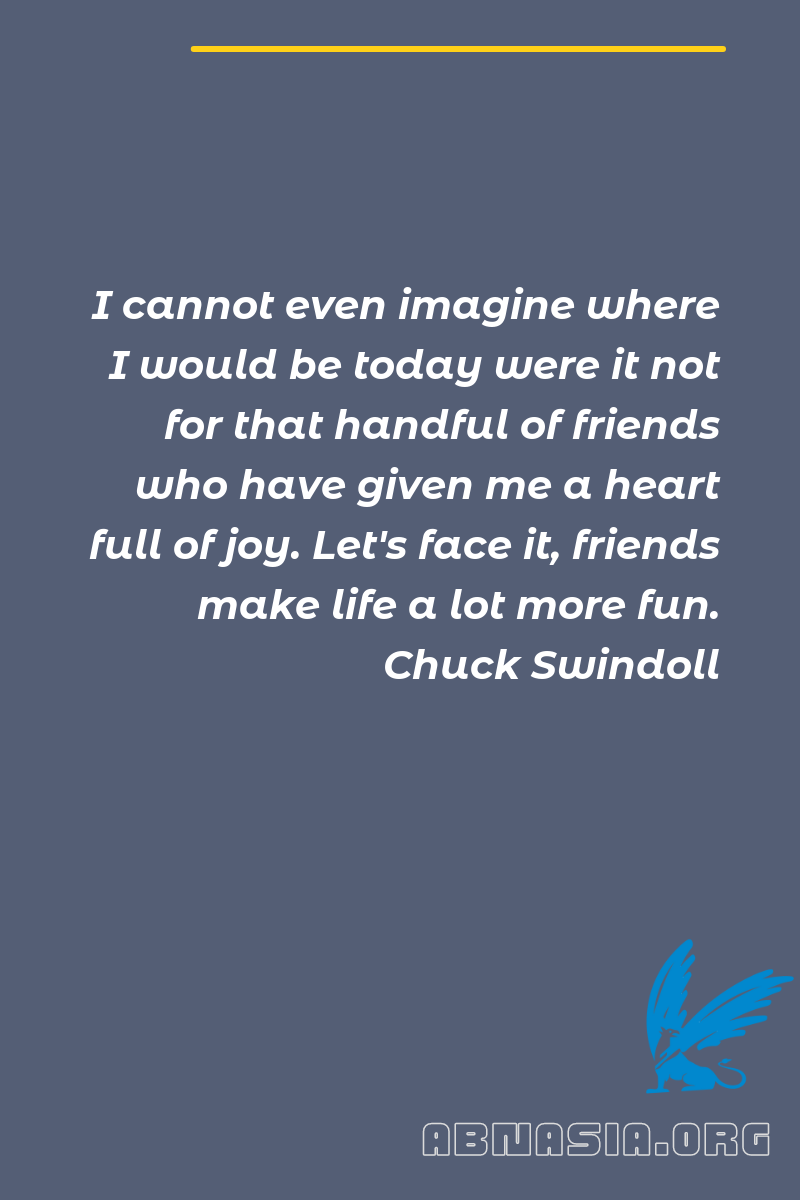 I cannot even imagine where
I would be today were it not
for that handful of friends
who have given me a heart
full of joy. Let's face it, friends
make life a lot more fun.
Chuck Swindoll
ABNASIA.ORG